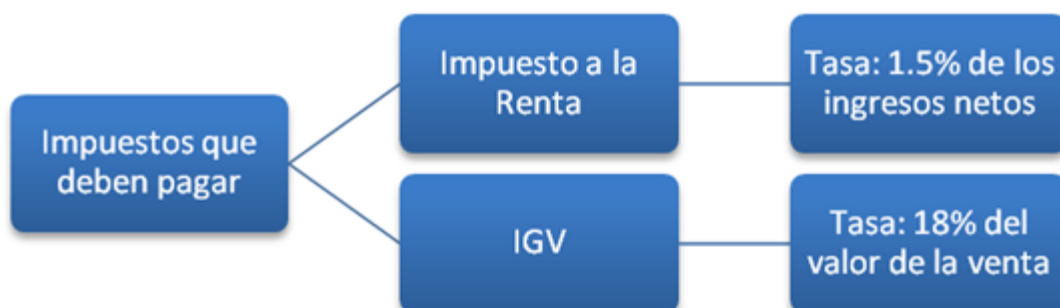 Impuestos que
deben pagar
Impuesto a la
Renta
Tasa: 1.5% de los
ingresos netos
IGV
Tasa: 18% del
valor de la venta